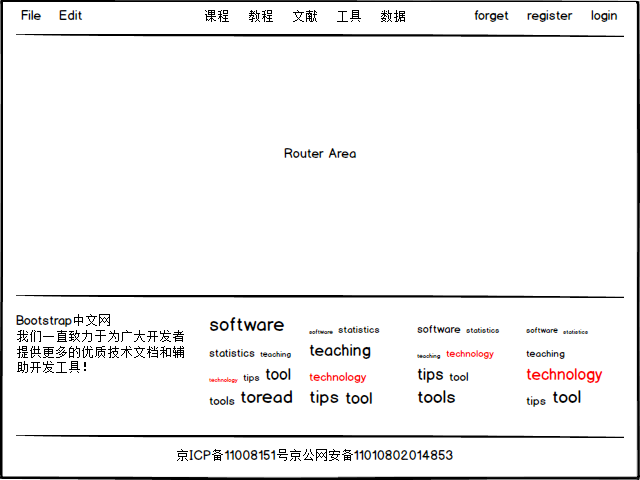 File Edit 课程 教程 文献 工具 数据 forget register login
Router Area
Bootstrap中文网
我们一直致力于为广大开发者
提供更多的优质技术文档和辅
助开发工具!
software
statistics teaching
technology tips tool
tools toread
software statistics
teaching
technology
tips tool
software statistics
teaching technology
tips tool
tools
software statistics
teaching
technology
tips tool
京ICP备11008151号京公网安备11010802014853